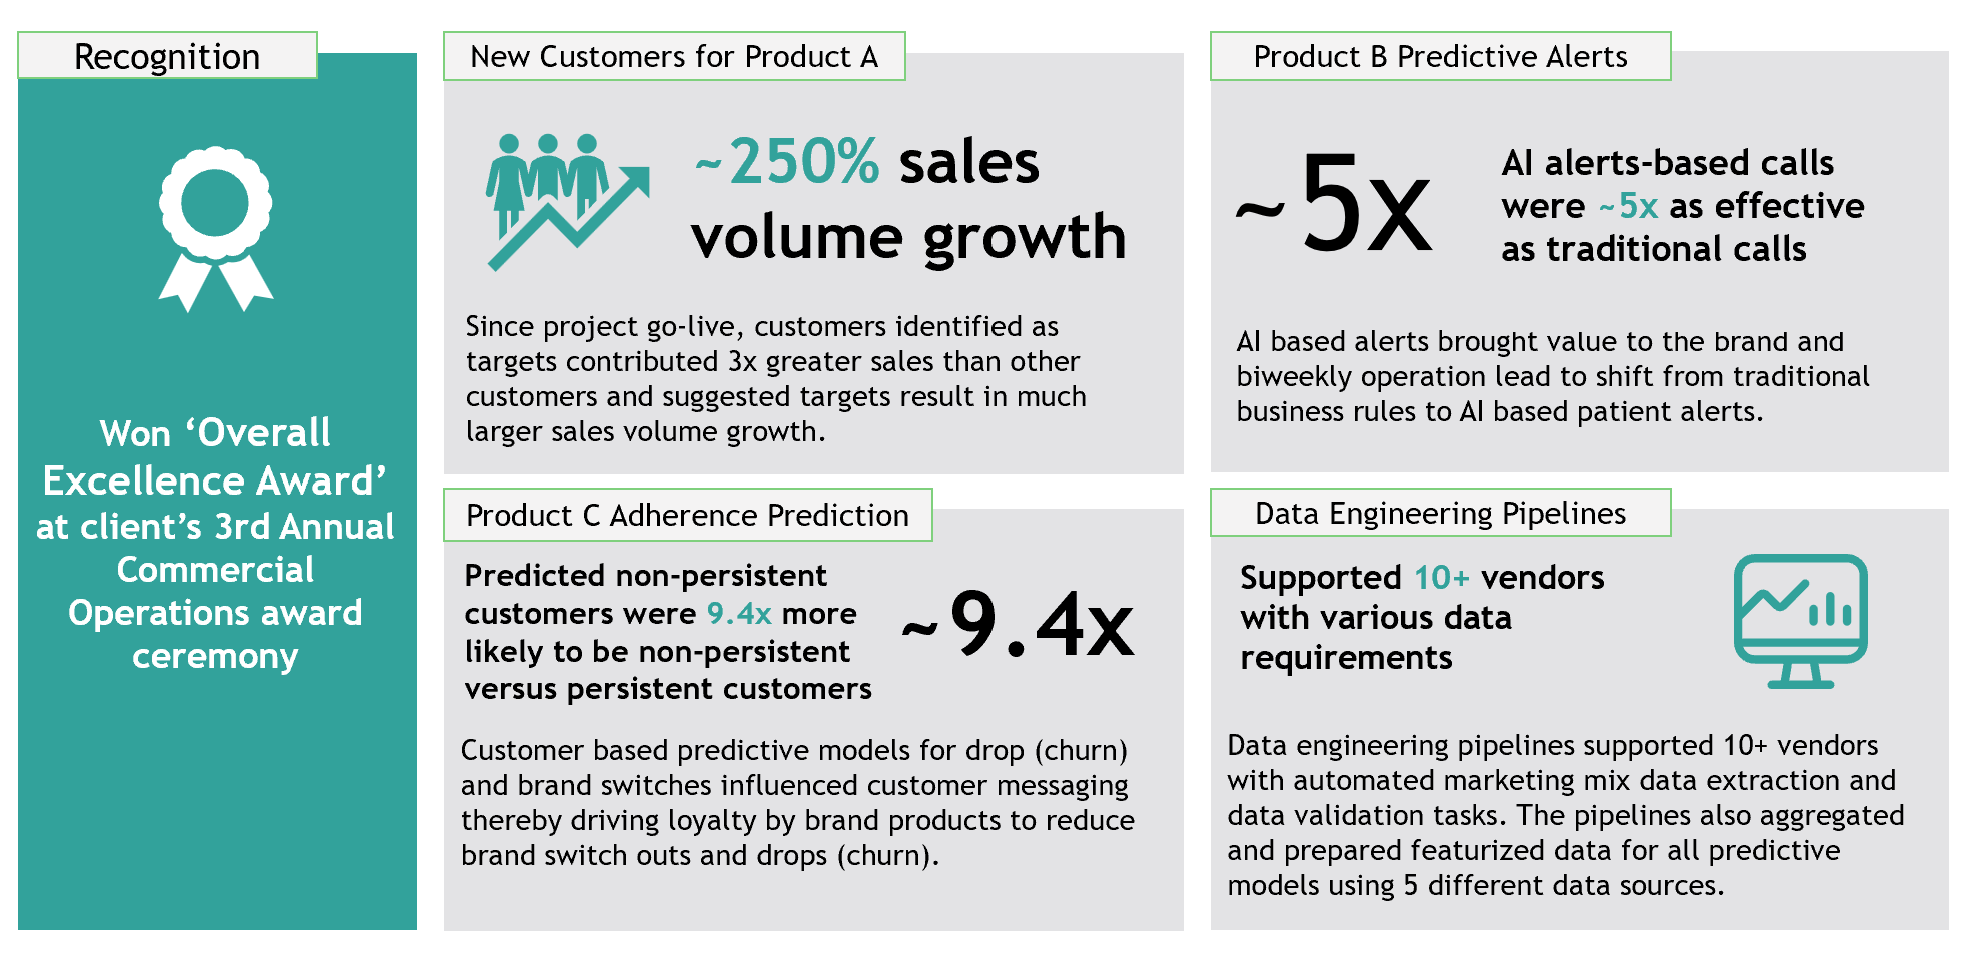 Recognition
Won ‘Overall
Excellence Award’
at client’s 3rd Annual
Commercial
Operations award
ceremony
New Customers for Product A
~250% sales
volume growth
Since project go-live, customers identified as
targets contributed 3x greater sales than other
customers and suggested targets result in much
larger sales volume growth.
Product B Predictive Alerts
~5x
AI alerts-based calls
were ~5x as effective
as traditional calls
AI based alerts brought value to the brand and
biweekly operation lead to shift from traditional
business rules to AI based patient alerts.
Product C Adherence Prediction
Predicted non-persistent
customers were 9.4x more
likely to be non-persistent
versus persistent customers
~9.4x
Customer based predictive models for drop (churn)
and brand switches influenced customer messaging
thereby driving loyalty by brand products to reduce
brand switch outs and drops (churn).
Data Engineering Pipelines
Supported 10+ vendors
with various data
requirements
Data engineering pipelines supported 10+ vendors
with automated marketing mix data extraction and
data validation tasks. The pipelines also aggregated
and prepared featurized data for all predictive
models using 5 different data sources.